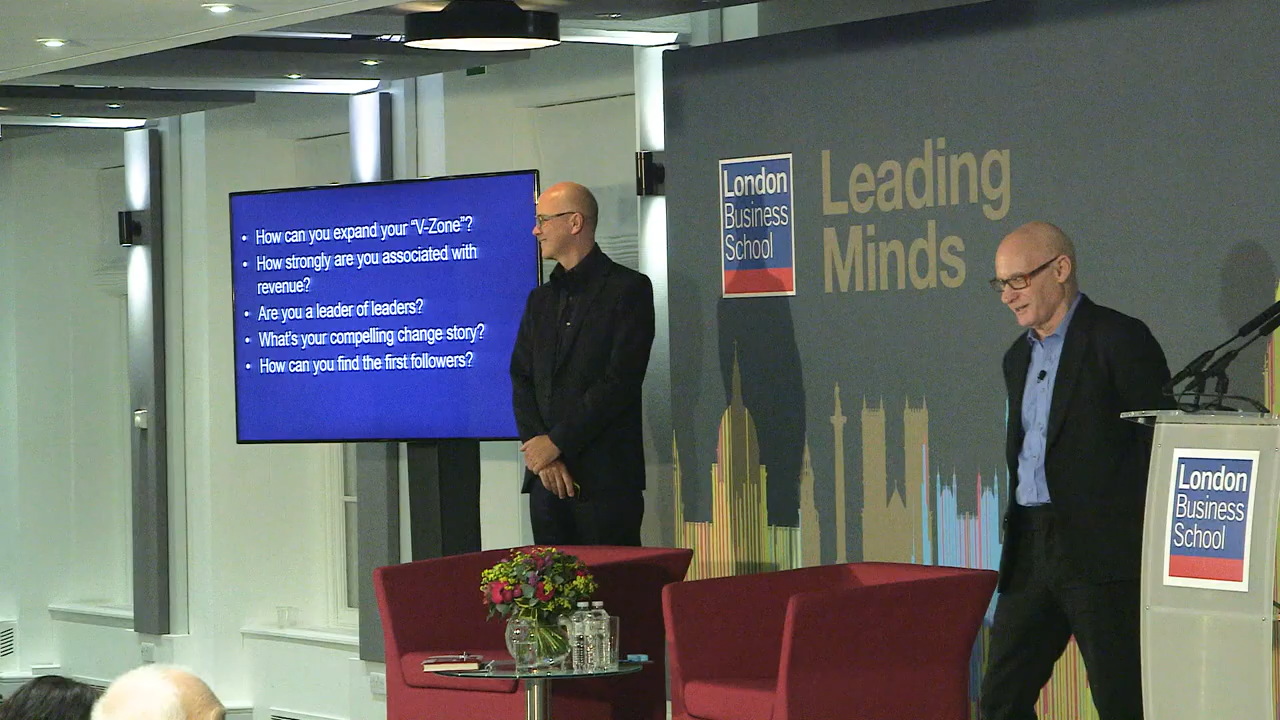 • How can you expand your “V-Zone”?
• How strongly are you associated with
revenue?
• Are you a leader of leaders?
• What’s your compelling change story?
• How can you find the first followers?
London
Business
School
Leading
Minds
London
Business
School